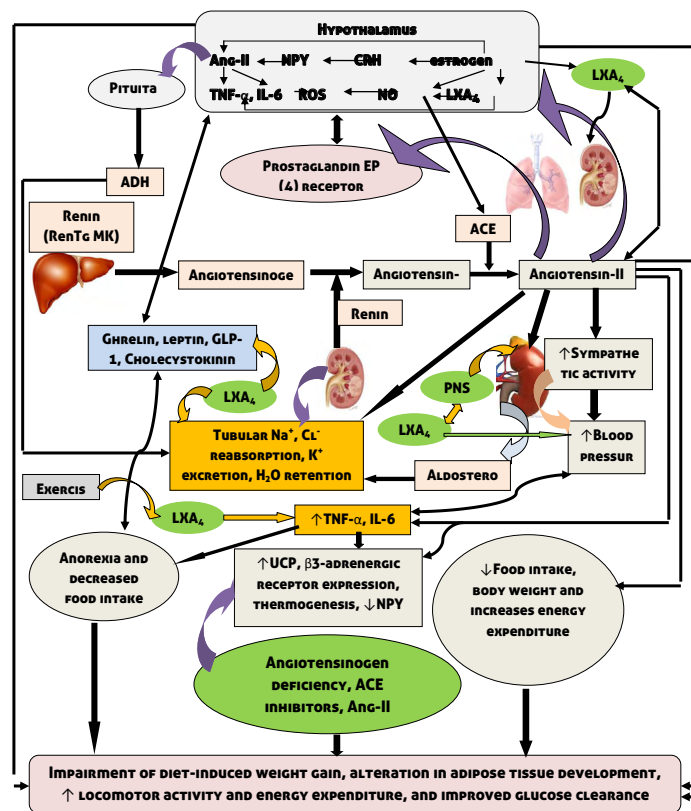 Hypothalamus
Ang-II NPY CRH estrogen
TNF-α, IL-6 ROS NO LXA4
LXA4
Pituita
Prostaglandin EP
(4) receptor
ADH
ACE
Renin
(RenTg MK)
Angiotensinoge
Angiotensin-
Angiotensin-II
Renin
Ghrelin, leptin, GLP-
1, Cholecystokinin
↑Sympathe
tic activity
PNS
LXA4
LXA4
Tubular Na⁺, Cl⁻
reabsorption, K⁺
excretion, H2O retention
↑Blood
pressur
Aldostero
Exercis
LXA4
↑TNF-α, IL-6
Anorexia and
decreased
food intake
↑UCP, β3-adrenergic
receptor expression,
thermogenesis, ↓NPY
↓Food intake,
body weight and
increases energy
expenditure
Angiotensinogen
deficiency, ACE
inhibitors, Ang-II
Impairment of diet-induced weight gain, alteration in adipose tissue development,
↑ locomotor activity and energy expenditure, and improved glucose clearance